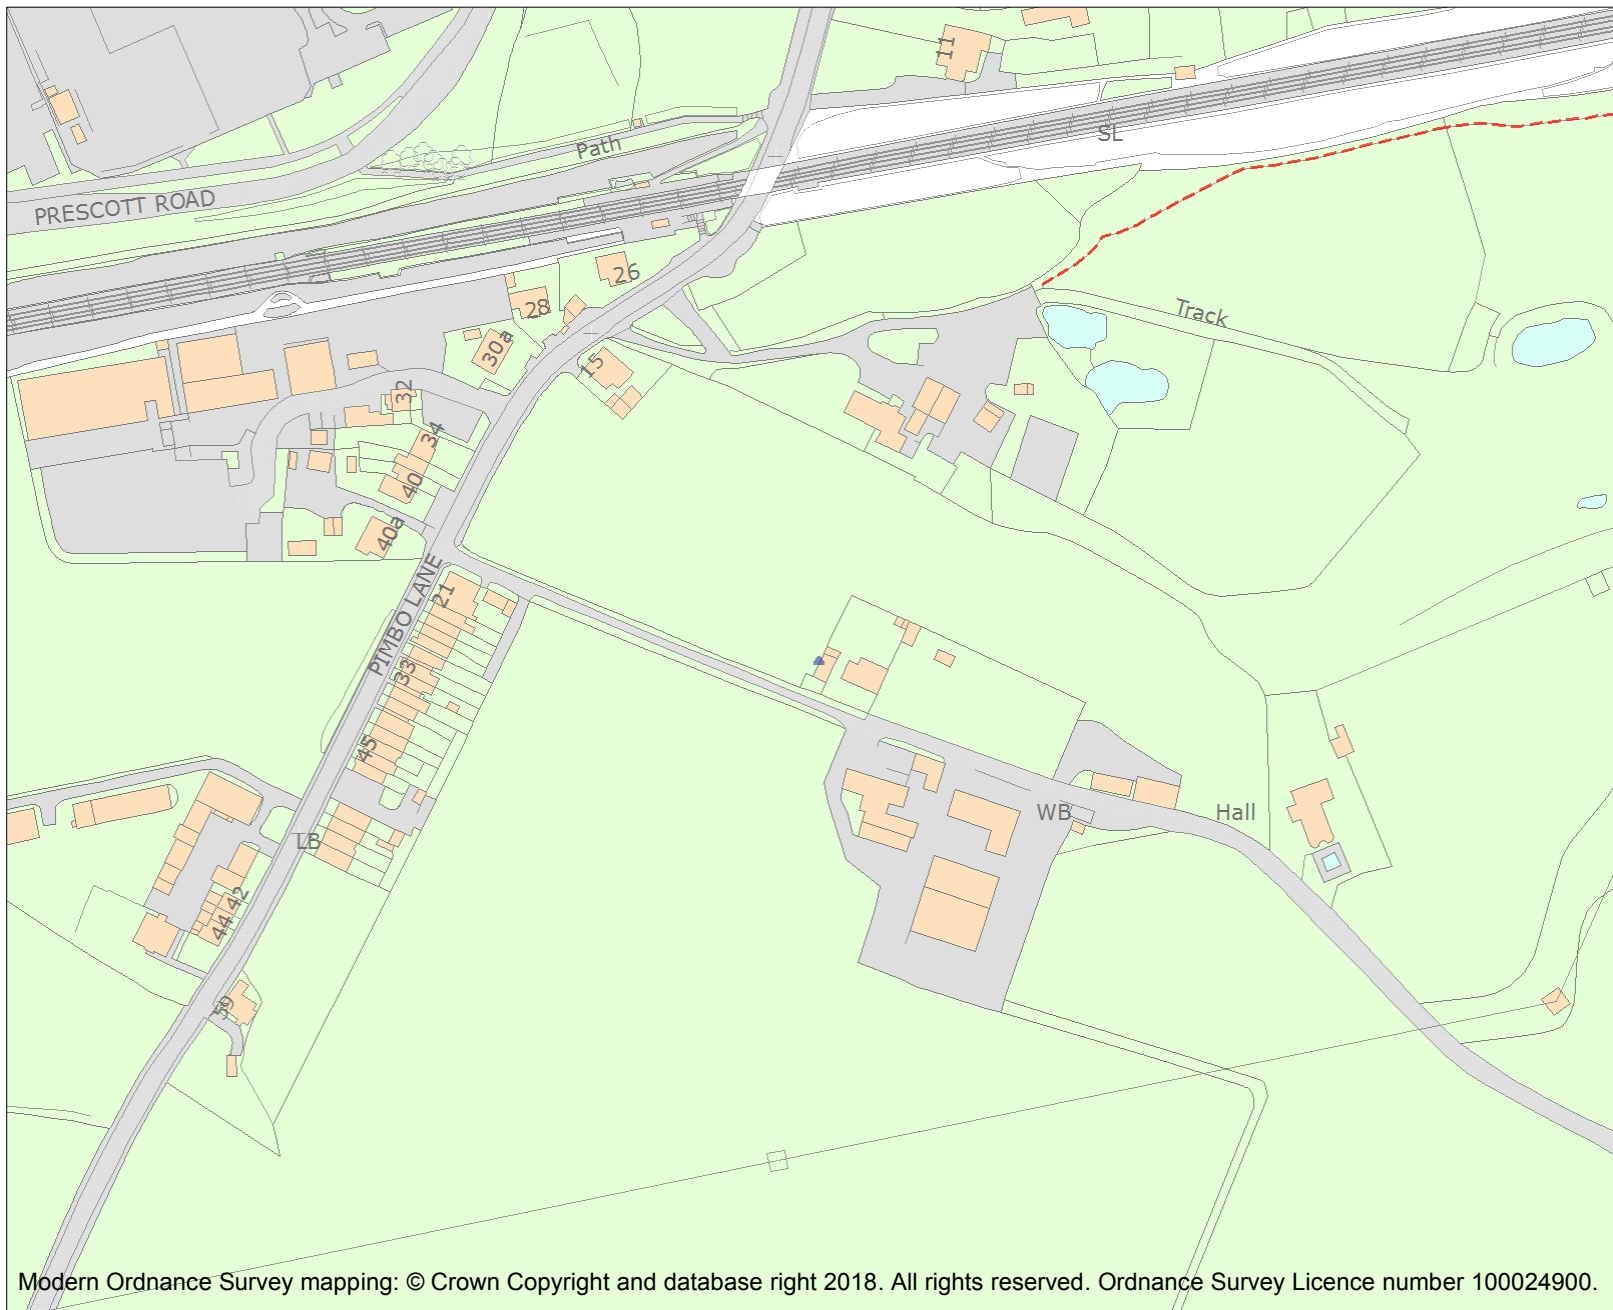 11
SL
Path
PRESCOTT ROAD
26
28
Track
30a
15
32
34
40
40a
PIMBO LANE
21
33
45
WB
Hall
LB
42
44
59
Modern Ordnance Survey mapping: © Crown Copyright and database right 2018. All rights reserved. Ordnance Survey Licence number 100024900.